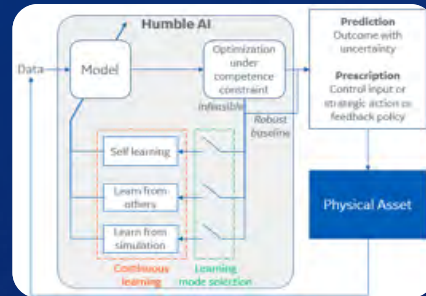 Humble AI
Data
Model
Optimization
under
competence
constraint
infeasible
Robust
baseline
Self learning
Learn from
others
Learn from
simulation
Continuous
learning
Learning
mode selection
Prediction
Outcome with
uncertainty
Prescription
Control input or
strategic action or
feedback policy
Physical Asset